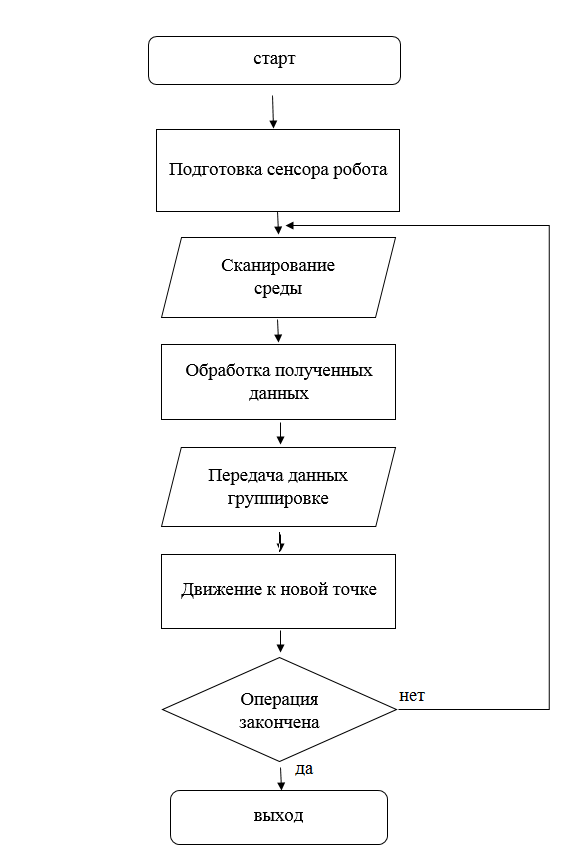 старт
Подготовка сенсора робота
Сканирование
среды
Обработка полученных
данных
Передача данных
группировке
Движение к новой точке
Операция
закончена
нет
да
выход